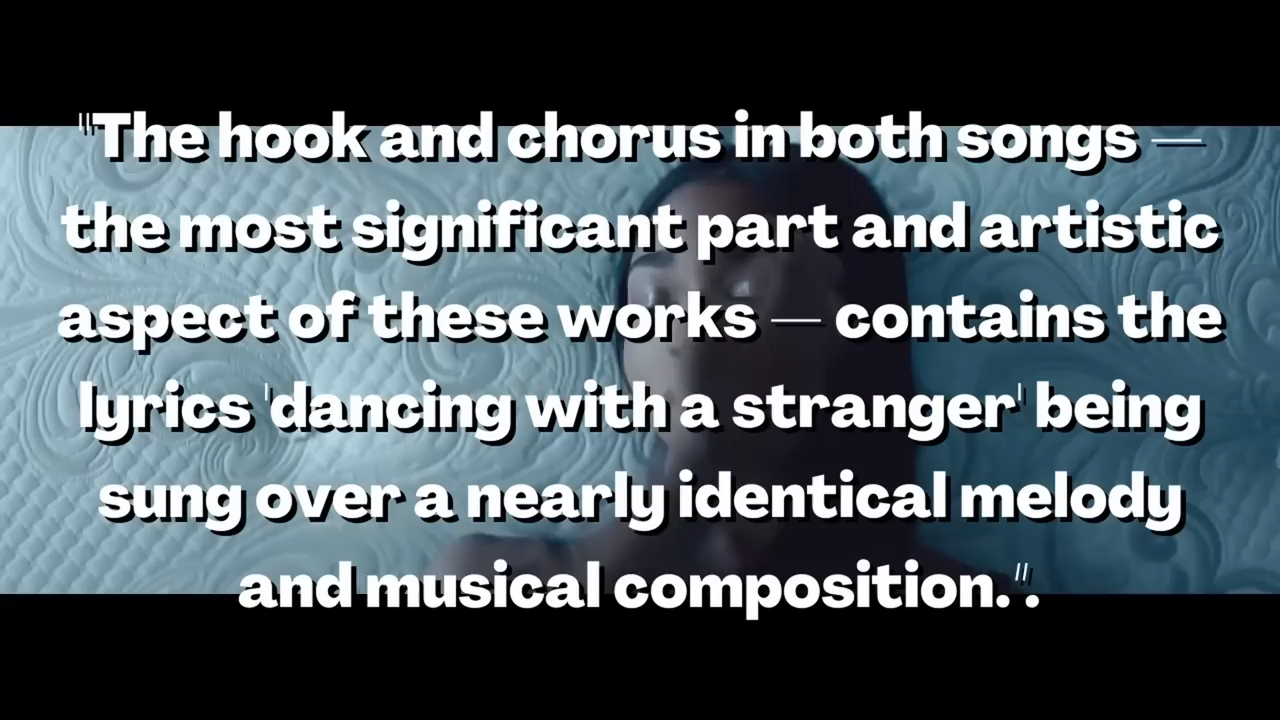 "The hook and chorus in both songs —
the most significant part and artistic
aspect of these works — contains the
lyrics 'dancing with a stranger' being
sung over a nearly identical melody
and musical composition.".